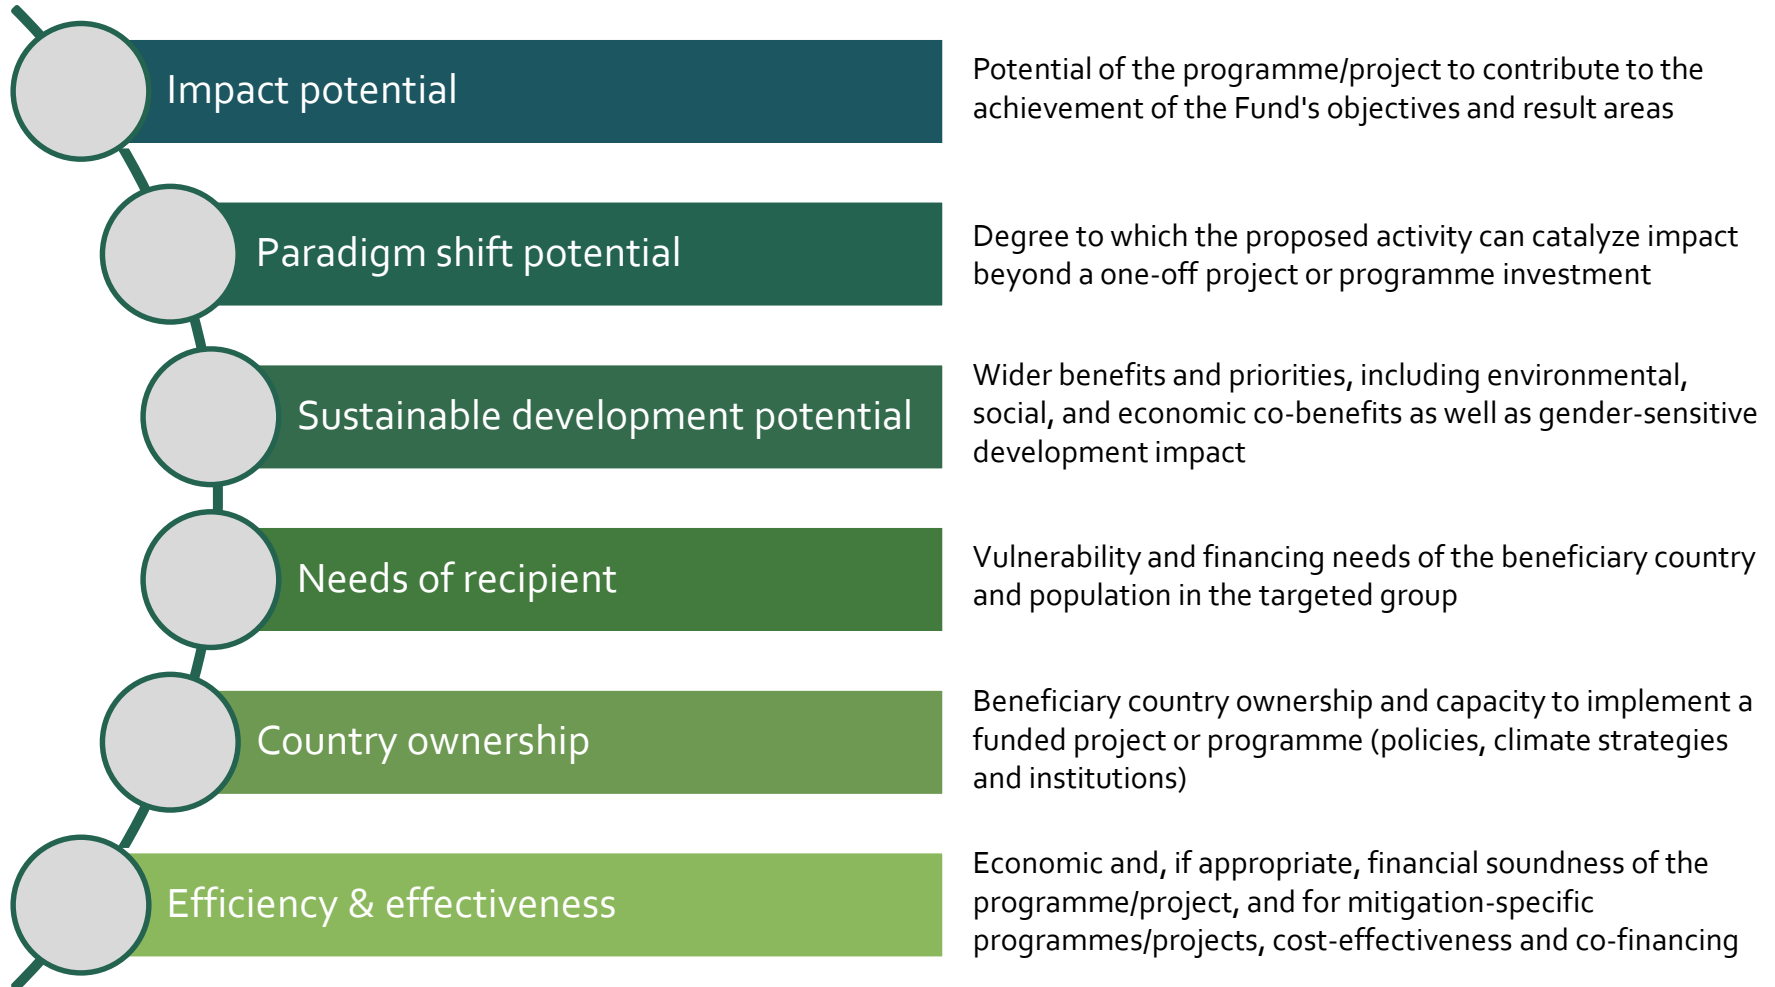 Impact potential
Potential of the programme/project to contribute to the
achievement of the Fund's objectives and result areas
Paradigm shift potential
Degree to which the proposed activity can catalyze impact
beyond a one-off project or programme investment
Sustainable development potential
Wider benefits and priorities, including environmental,
social, and economic co-benefits as well as gender-sensitive
development impact
Needs of recipient
Vulnerability and financing needs of the beneficiary country
and population in the targeted group
Country ownership
Beneficiary country ownership and capacity to implement a
funded project or programme (policies, climate strategies
and institutions)
Efficiency & effectiveness
Economic and, if appropriate, financial soundness of the
programme/project, and for mitigation-specific
programmes/projects, cost-effectiveness and co-financing